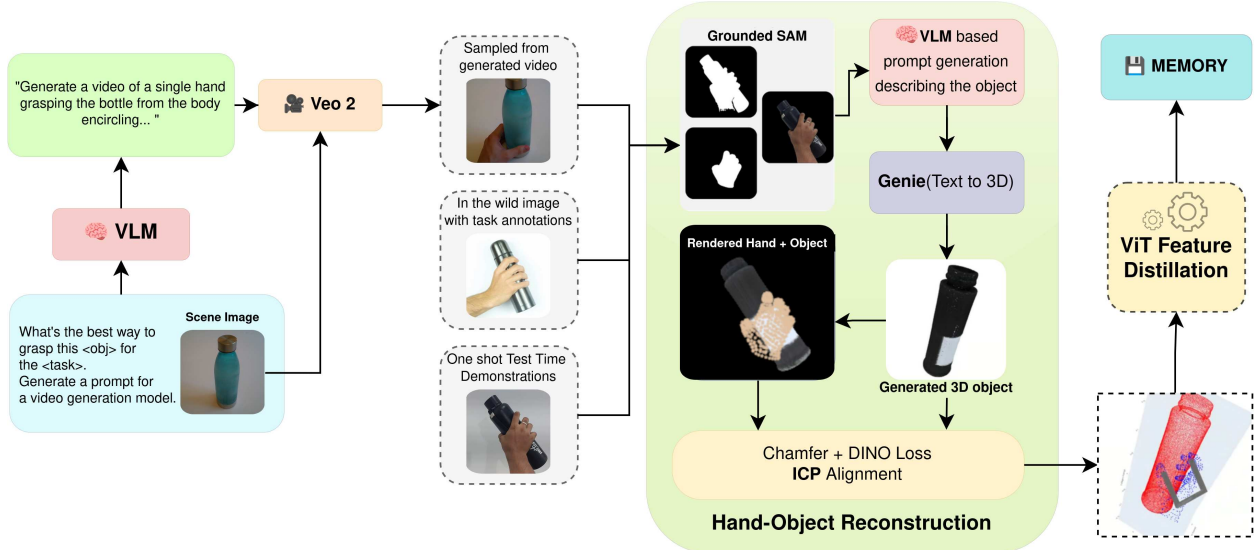 "Generate a video of a single hand
grasping the bottle from the body
encircling... "
Veo 2
VLM
What's the best way to
grasp this <obj> for
the <task>.
Generate a prompt for
a video generation model.
Scene Image
Sampled from
generated video
In the wild image
with task annotations
One shot Test Time
Demonstrations
Grounded SAM
VLM based
prompt generation
describing the object
Genie(Text to 3D)
Rendered Hand + Object
Generated 3D object
Chamfer + DINO Loss
ICP Alignment
Hand-Object Reconstruction
MEMORY
ViT Feature
Distillation